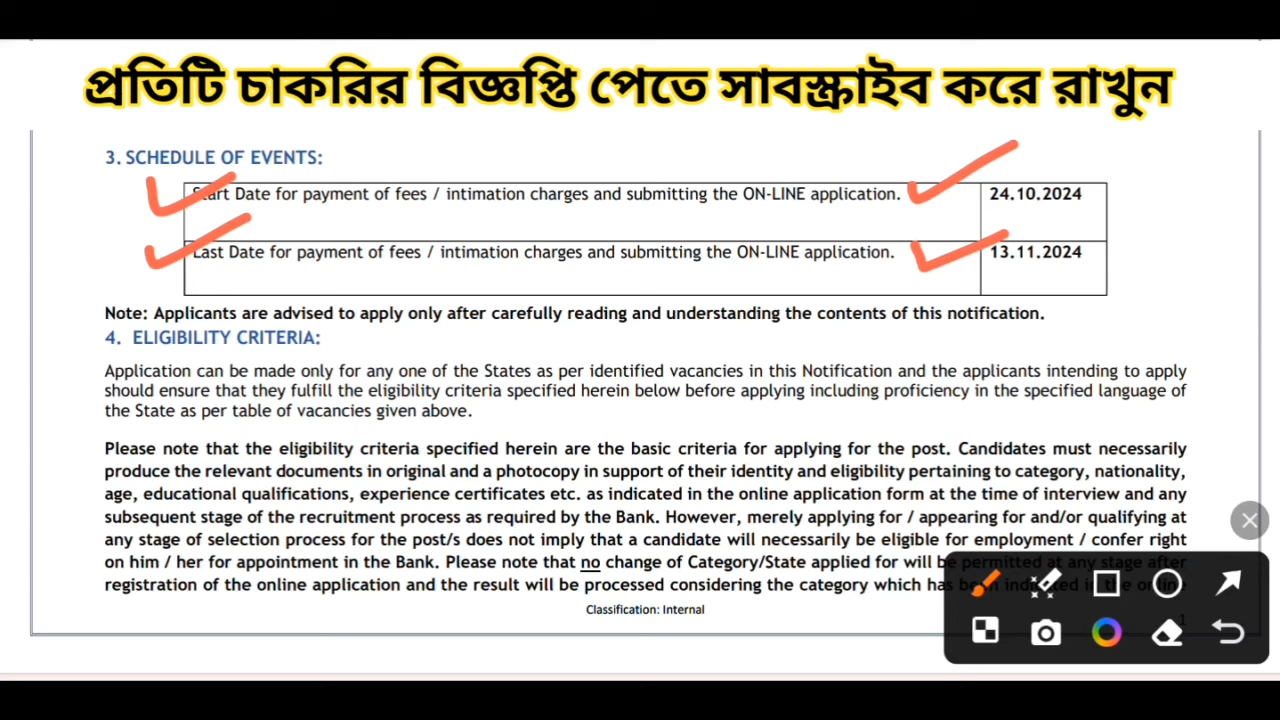 প্রতিটি চাকরির বিজ্ঞপ্তি পেতে সাবস্ক্রাইব করে রাখুন
3. SCHEDULE OF EVENTS:
Start Date for payment of fees / intimation charges and submitting the ON-LINE application. 24.10.2024
Last Date for payment of fees / intimation charges and submitting the ON-LINE application. 13.11.2024
Note: Applicants are advised to apply only after carefully reading and understanding the contents of this notification.
4. ELIGIBILITY CRITERIA:
Application can be made only for any one of the States as per identified vacancies in this Notification and the applicants intending to apply
should ensure that they fulfill the eligibility criteria specified herein below before applying including proficiency in the specified language of
the State as per table of vacancies given above.
Please note that the eligibility criteria specified herein are the basic criteria for applying for the post. Candidates must necessarily
produce the relevant documents in original and a photocopy in support of their identity and eligibility pertaining to category, nationality,
age, educational qualifications, experience certificates etc. as indicated in the online application form at the time of interview and any
subsequent stage of the recruitment process as required by the Bank. However, merely applying for / appearing for and/or qualifying at
any stage of selection process for the post/s does not imply that a candidate will necessarily be eligible for employment / confer right
on him / her for appointment in the Bank. Please note that no change of Category/State applied for will be permitted at any stage after
registration of the online application and the result will be processed considering the category which has been indicated in the online
Classification: Internal
1